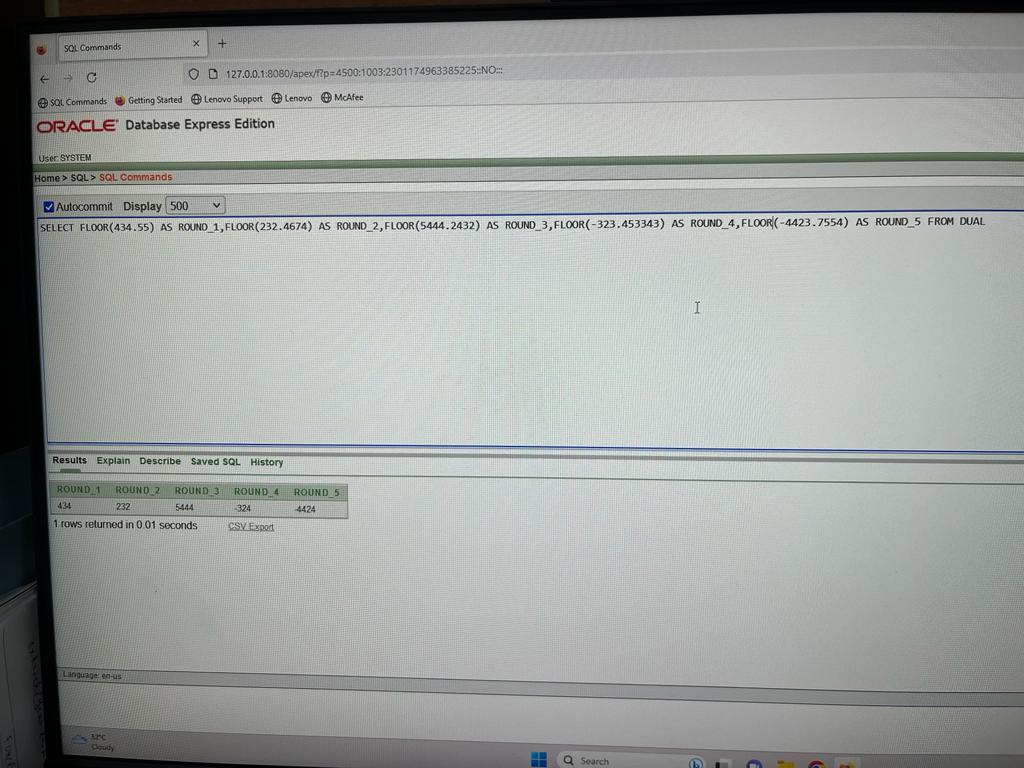 SQL Commands × +
127.0.0.1:8080/apex/f?p=4500:1003:2301174963385225::NO:::
SQL Commands Getting Started Lenovo Support Lenovo McAfee
ORACLE Database Express Edition
User: SYSTEM
Home > SQL > SQL Commands
Autocommit Display 500
SELECT FLOOR(434.55) AS ROUND_1,FLOOR(232.4674) AS ROUND_2,FLOOR(5444.2432) AS ROUND_3,FLOOR(-323.453343) AS ROUND_4,FLOOR(-4423.7554) AS ROUND_5 FROM DUAL
Results Explain Describe Saved SQL History
ROUND_1 ROUND_2 ROUND_3 ROUND_4 ROUND_5
434 232 5444 -324 -4424
1 rows returned in 0.01 seconds CSV Export
Language: en-us
32°C
Cloudy
Search